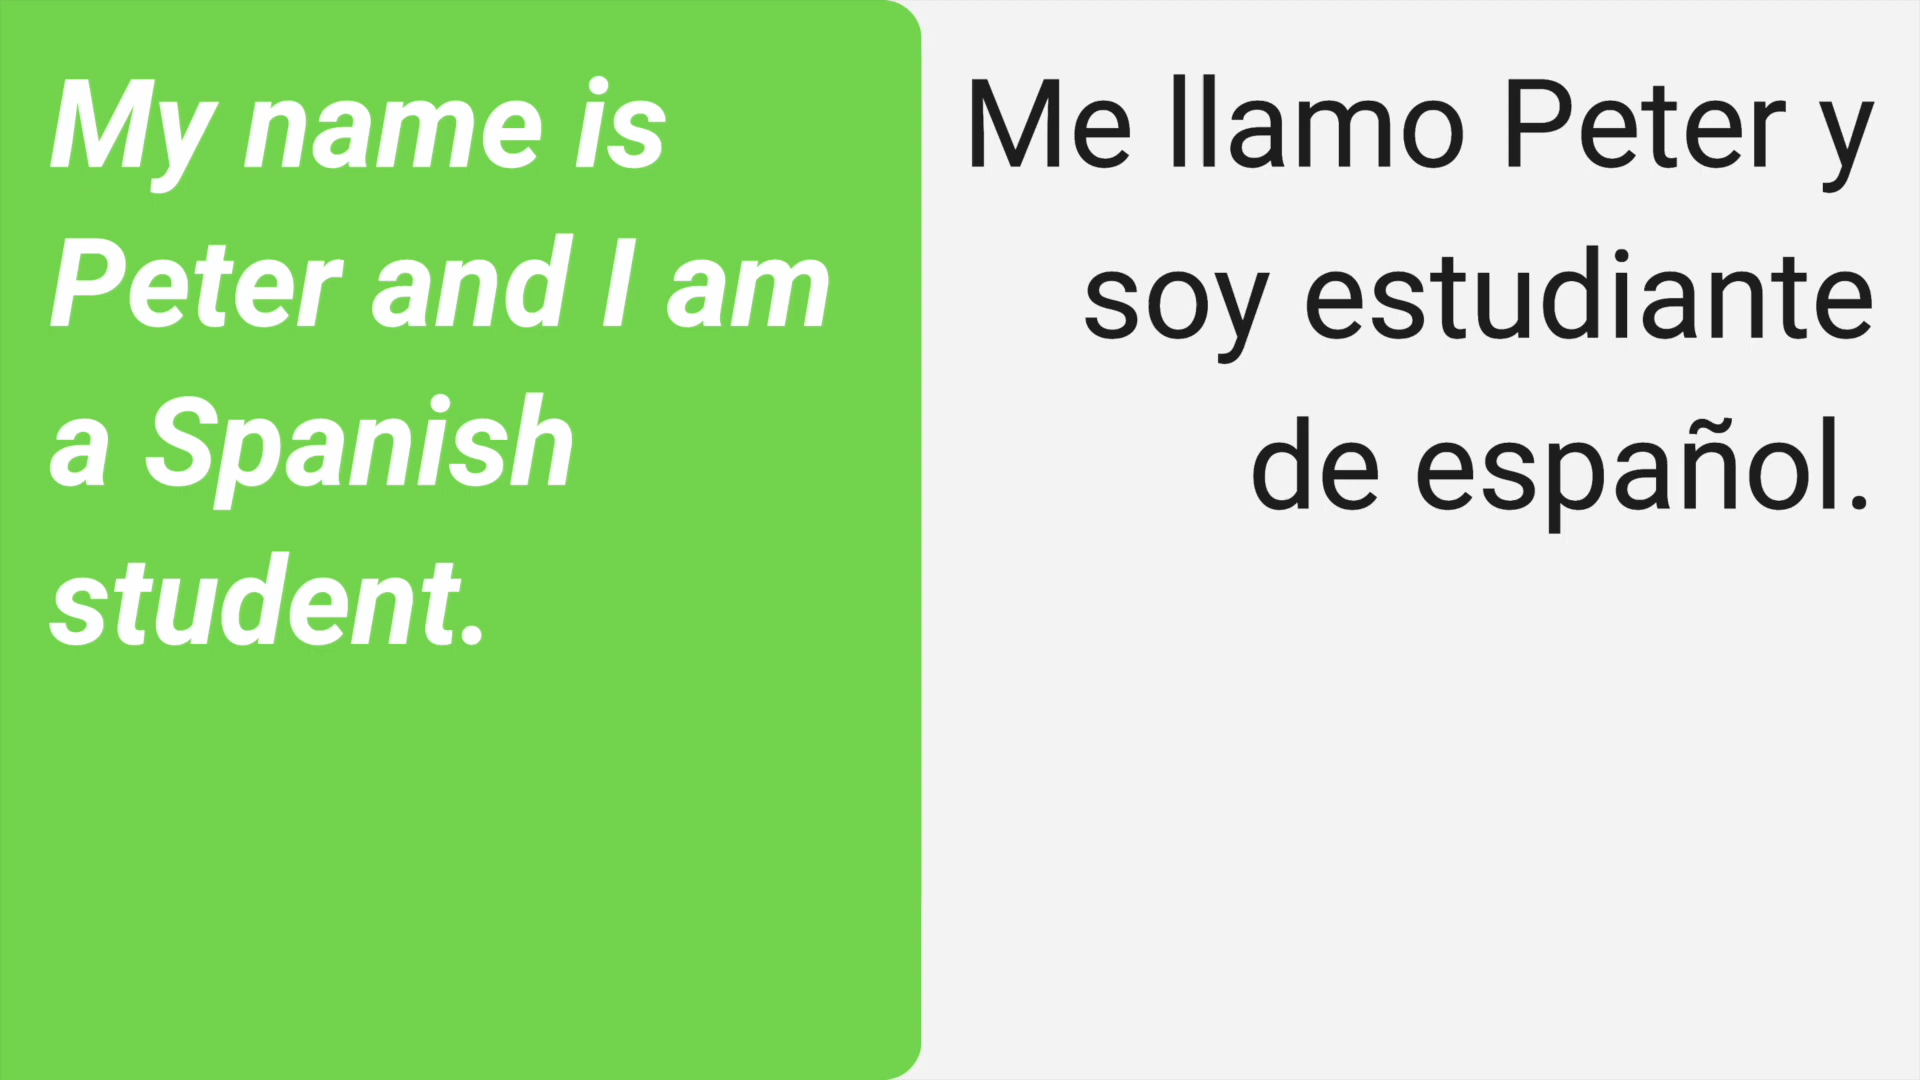 My name is
Peter and I am
a Spanish
student.
Me llamo Peter y
soy estudiante
de español.